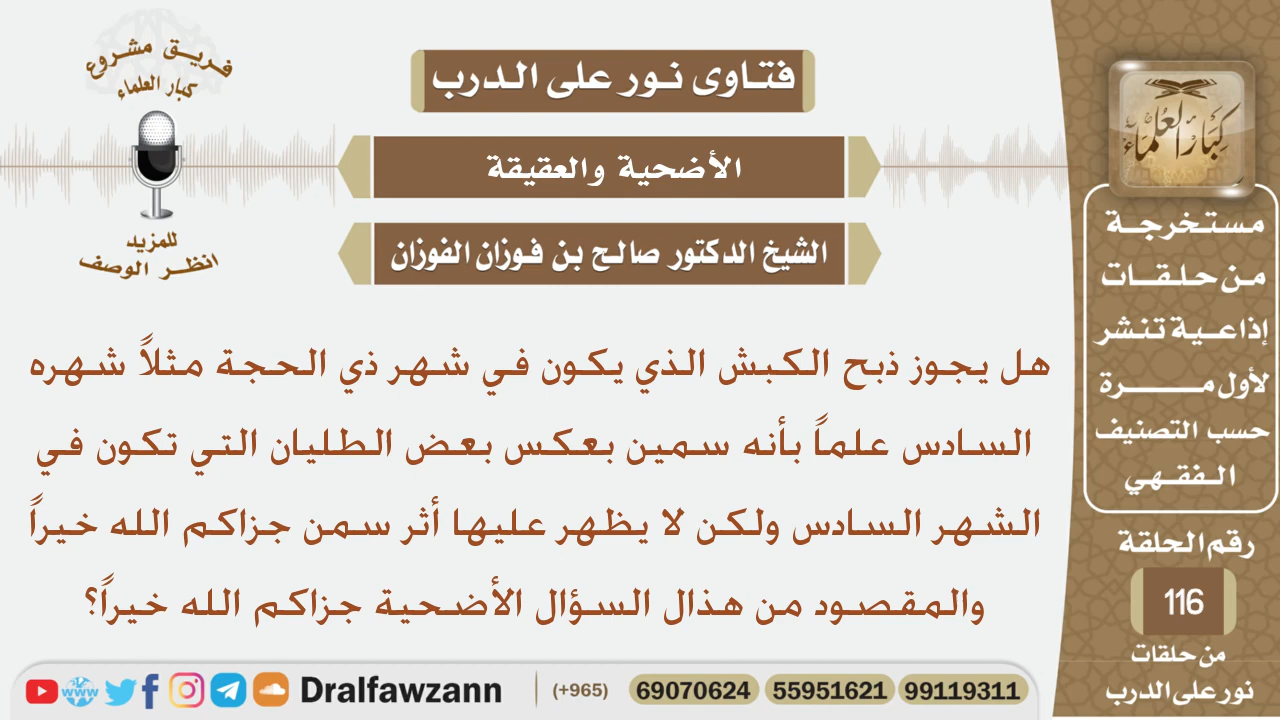 فريق مشروع
كبار العلماء
للمزيد
انظر الوصف
فتاوى نور على الدرب
الأضحية والعقيقة
الشيخ الدكتور صالح بن فوزان الفوزان
هل يجوز ذبح الكبش الذي يكون في شهر ذي الحجة مثلاً شهره
السادس علماً بأنه سمين بعكس بعض الطليان التي تكون في
الشهر السادس ولكن لا يظهر عليها أثر سمن جزاكم الله خيراً
والمقصود من هذال السؤال الأضحية جزاكم الله خيراً؟
كبار العلماء
مستخرجة
من حلقات
إذاعية تنشر
لأول مرة
حسب التصنيف
الفقهي
رقم الحلقة
116
من حلقات
نور على الدرب
www
Dralfawzann
(+965)
69070624
55951621
99119311